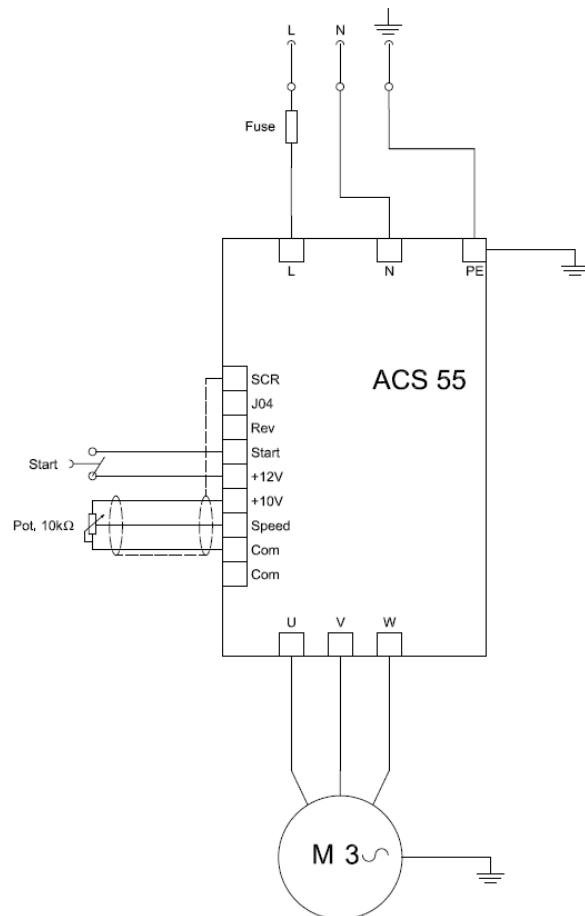 L N
Fuse
L N PE
ACS 55
SCR
J04
Rev
Start
Start
+12V
+10V
Pot, 10kΩ
Speed
Com
Com
U V W
M 3